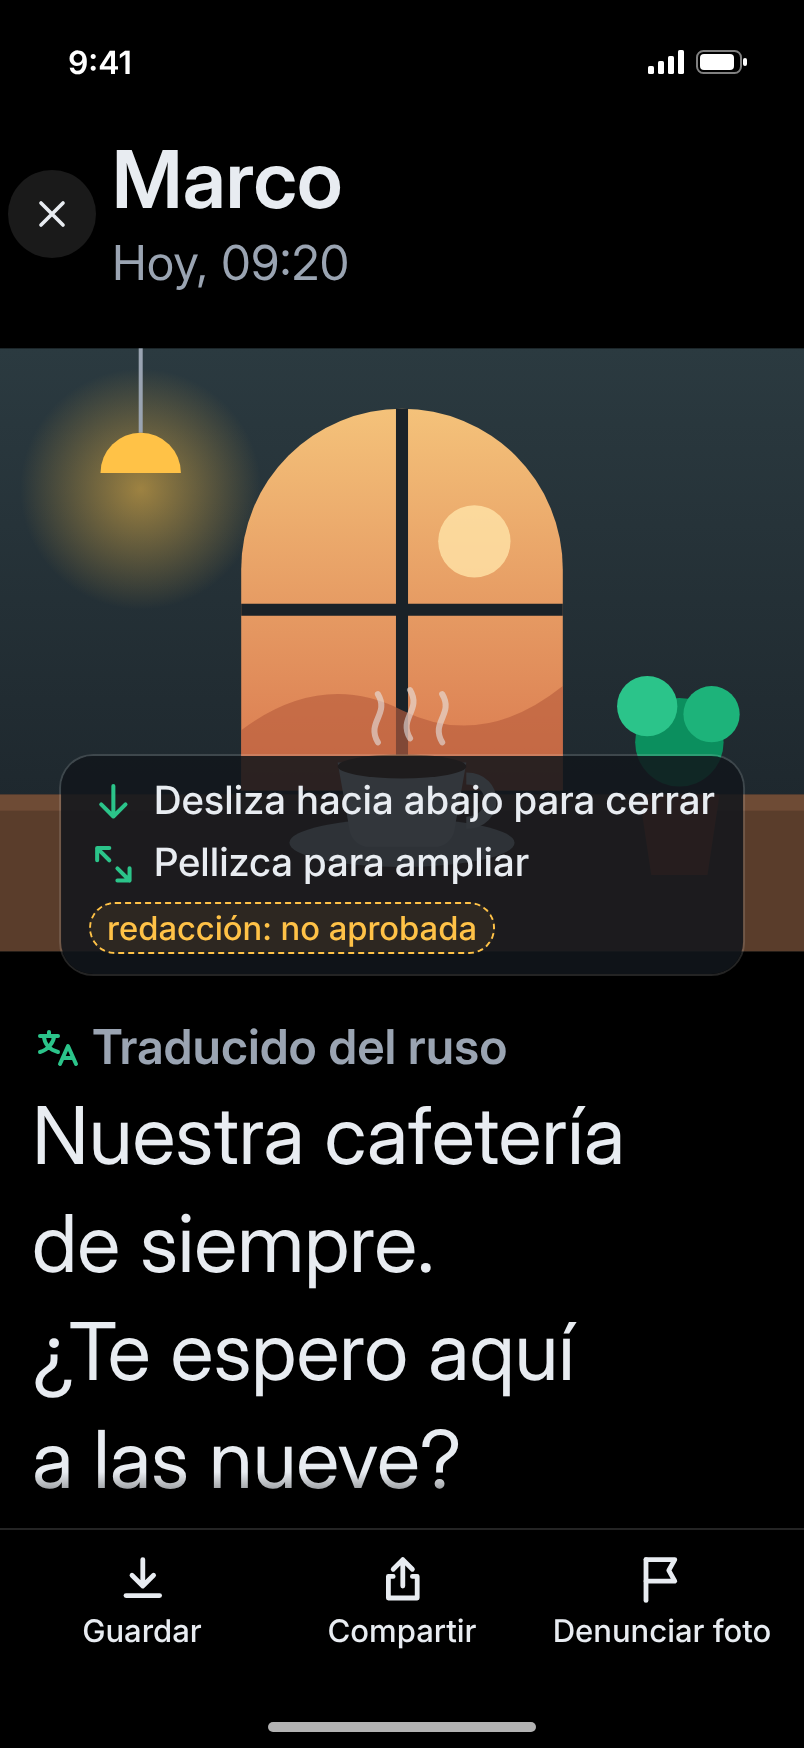 9:41
Marco
Hoy, 09:20
Desliza hacia abajo para cerrar
Pellizca para ampliar
redacción: no aprobada
Traducido del ruso
Nuestra cafetería
de siempre.
¿Te espero aquí
a las nueve?
Guardar
Compartir
Denunciar foto